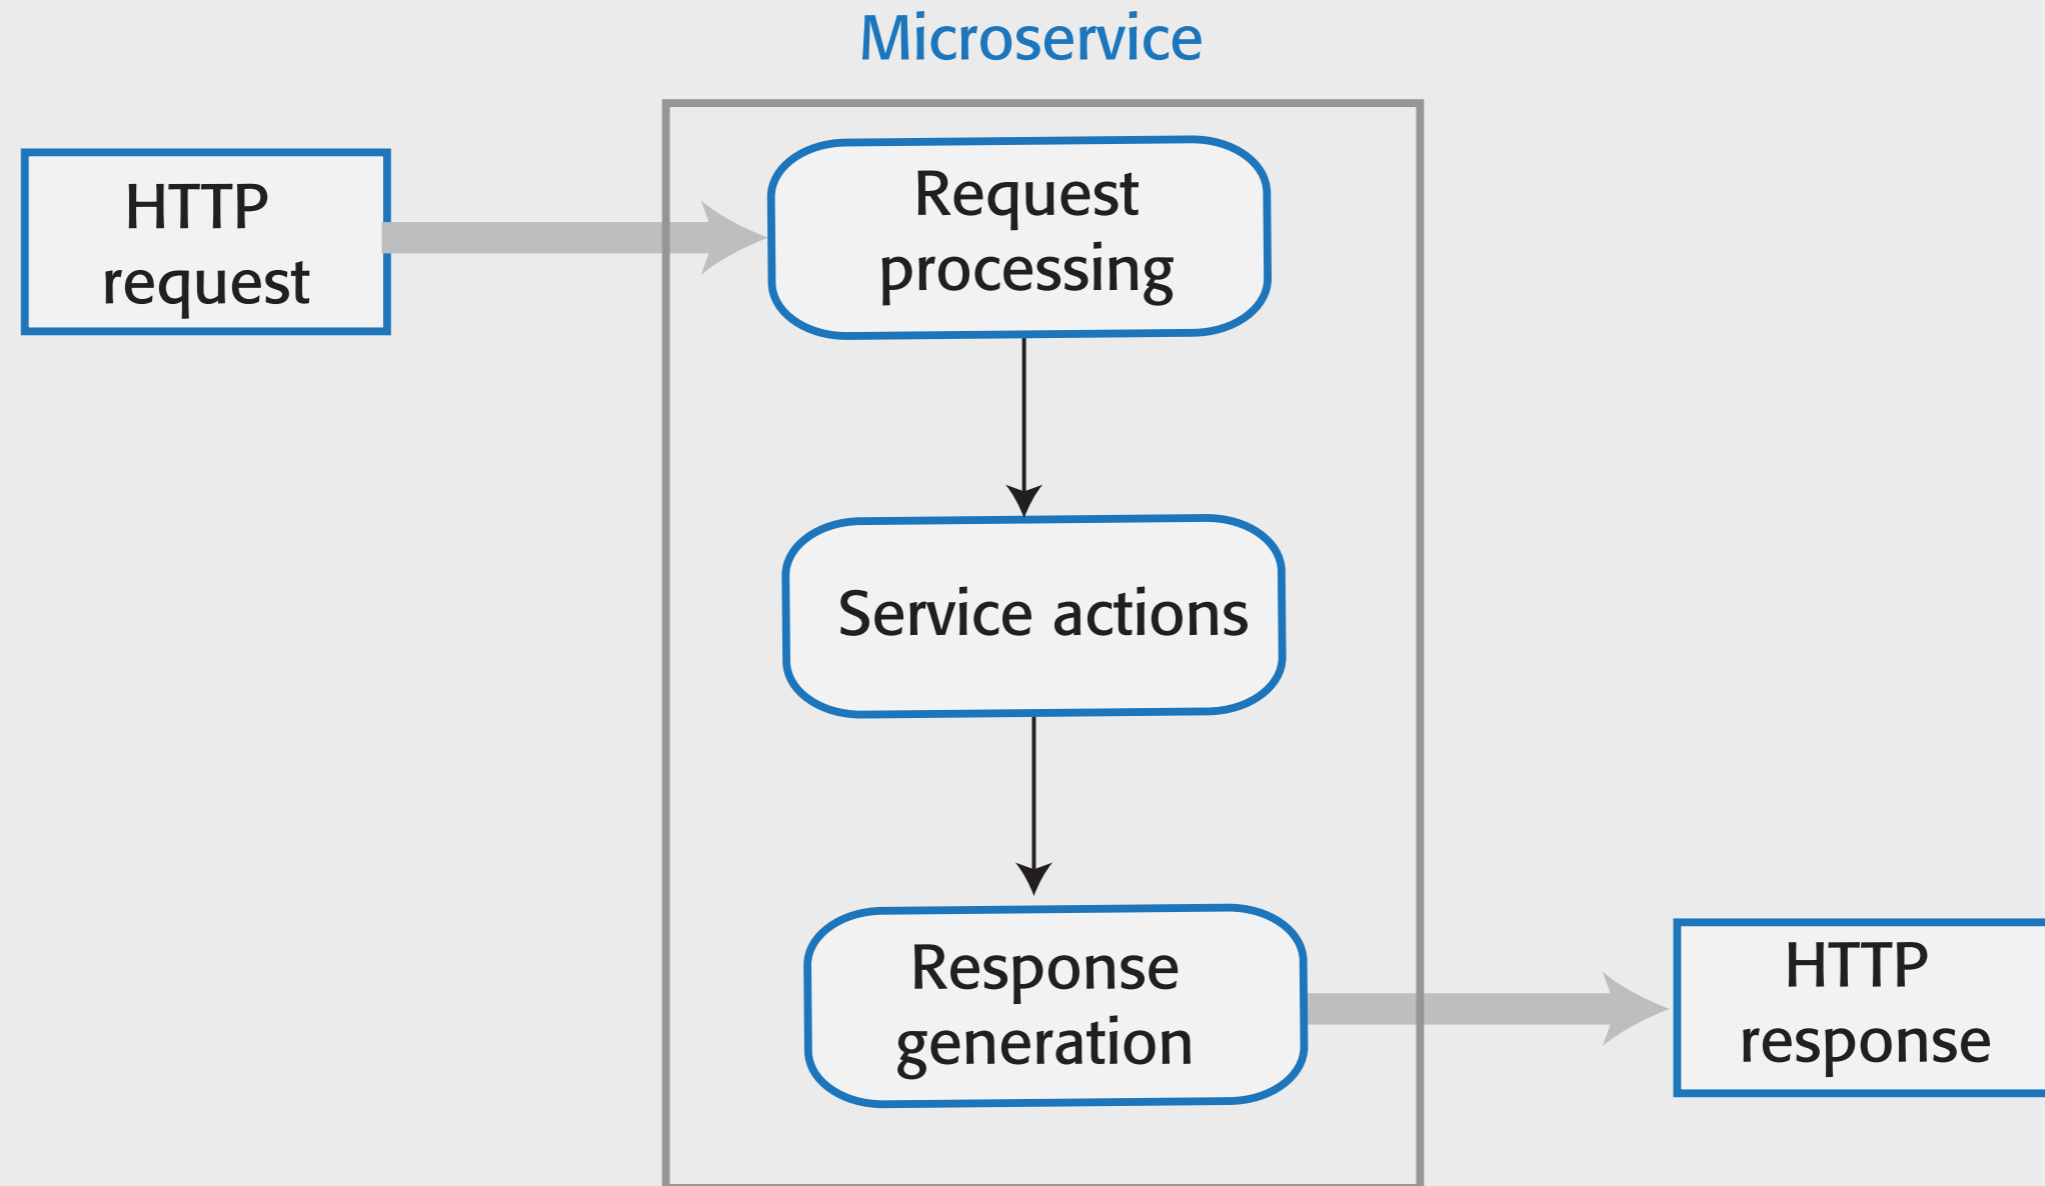 Microservice
HTTP
request
Request
processing
Service actions
Response
generation
HTTP
response